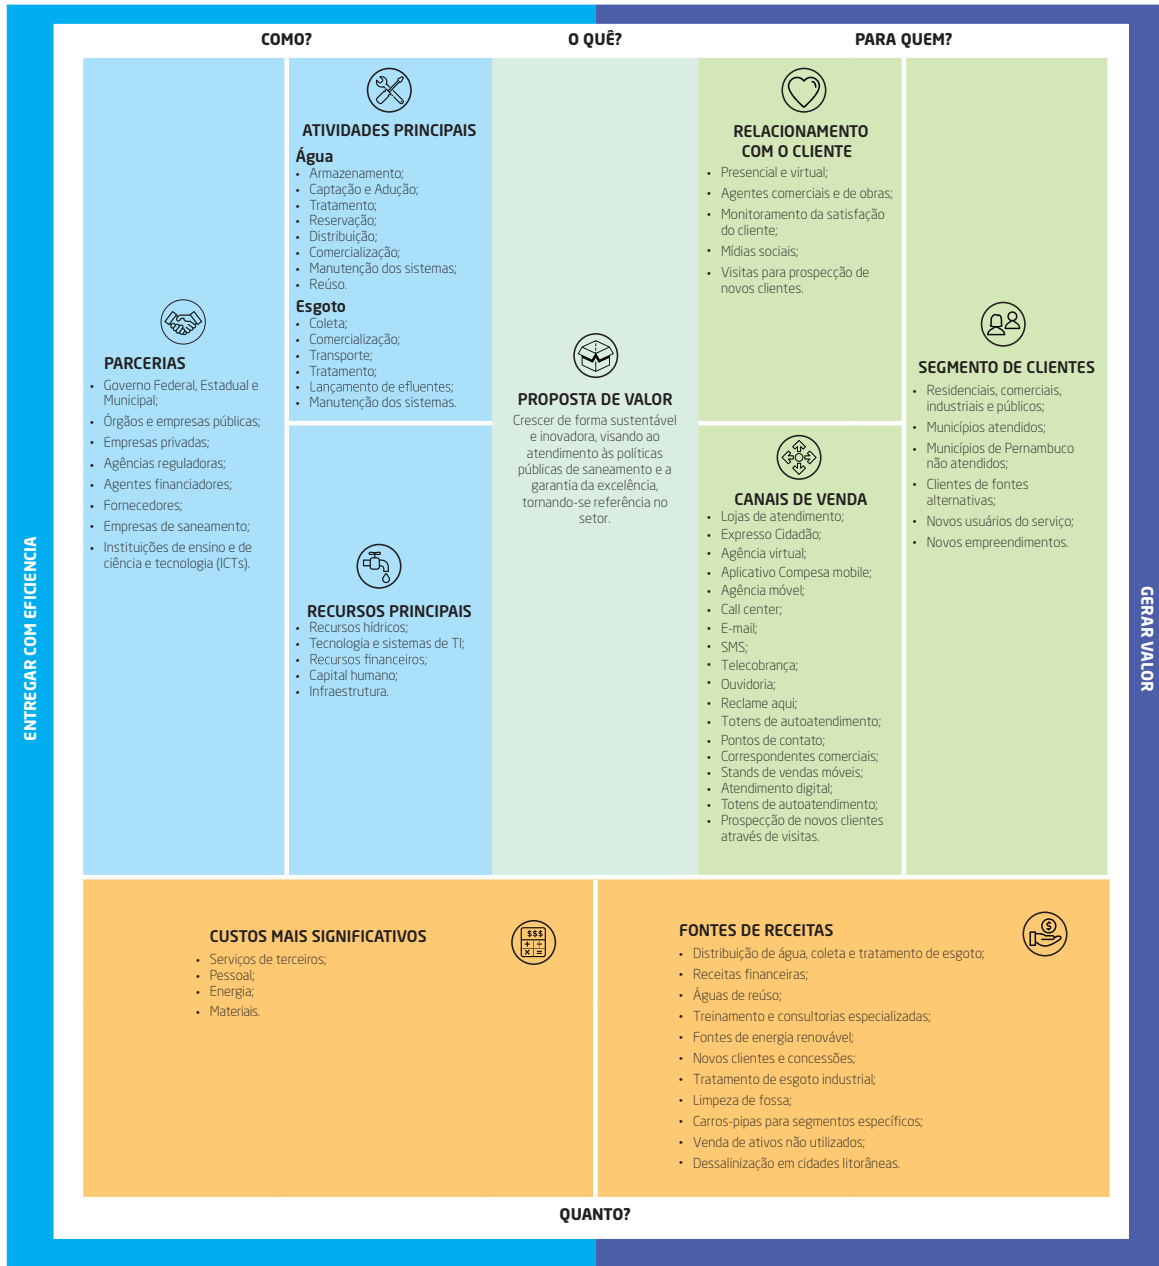 COMO?
O QUÊ?
PARA QUEM?
ENTREGAR COM EFICIENCIA
PARCERIAS
• Governo Federal, Estadual e
Municipal;
• Órgãos e empresas públicas;
• Empresas privadas;
• Agências reguladoras;
• Agentes financiadores;
• Fornecedores;
• Empresas de saneamento;
• Instituições de ensino e de
ciência e tecnologia (ICTs).
ATIVIDADES PRINCIPAIS
Água
• Armazenamento;
• Captação e Adução;
• Tratamento;
• Reservação;
• Distribuição;
• Comercialização;
• Manutenção dos sistemas;
• Reúso.
Esgoto
• Coleta;
• Comercialização;
• Transporte;
• Tratamento;
• Lançamento de efluentes;
• Manutenção dos sistemas.
RECURSOS PRINCIPAIS
• Recursos hídricos;
• Tecnologia e sistemas de TI;
• Recursos financeiros;
• Capital humano;
• Infraestrutura.
PROPOSTA DE VALOR
Crescer de forma sustentável
e inovadora, visando ao
atendimento às políticas
públicas de saneamento e a
garantia da excelência,
tornando-se referência no
setor.
RELACIONAMENTO
COM O CLIENTE
• Presencial e virtual;
• Agentes comerciais e de obras;
• Monitoramento da satisfação
do cliente;
• Mídias sociais;
• Visitas para prospecção de
novos clientes.
CANAIS DE VENDA
• Lojas de atendimento;
• Expresso Cidadão;
• Agência virtual;
• Aplicativo Compesa mobile;
• Agência móvel;
• Call center;
• E-mail;
• SMS;
• Telecobrança;
• Ouvidoria;
• Reclame aqui;
• Totens de autoatendimento;
• Pontos de contato;
• Correspondentes comerciais;
• Stands de vendas móveis;
• Atendimento digital;
• Totens de autoatendimento;
• Prospecção de novos clientes
através de visitas.
SEGMENTO DE CLIENTES
• Residenciais, comerciais,
industriais e públicos;
• Municípios atendidos;
• Municípios de Pernambuco
não atendidos;
• Clientes de fontes
alternativas;
• Novos usuários do serviço;
• Novos empreendimentos.
GERAR VALOR
CUSTOS MAIS SIGNIFICATIVOS
$$$
+ ÷
× =
• Serviços de terceiros;
• Pessoal;
• Energia;
• Materiais.
FONTES DE RECEITAS
$
• Distribuição de água, coleta e tratamento de esgoto;
• Receitas financeiras;
• Águas de reúso;
• Treinamento e consultorias especializadas;
• Fontes de energia renovável;
• Novos clientes e concessões;
• Tratamento de esgoto industrial;
• Limpeza de fossa;
• Carros-pipas para segmentos específicos;
• Venda de ativos não utilizados;
• Dessalinização em cidades litorâneas.
QUANTO?